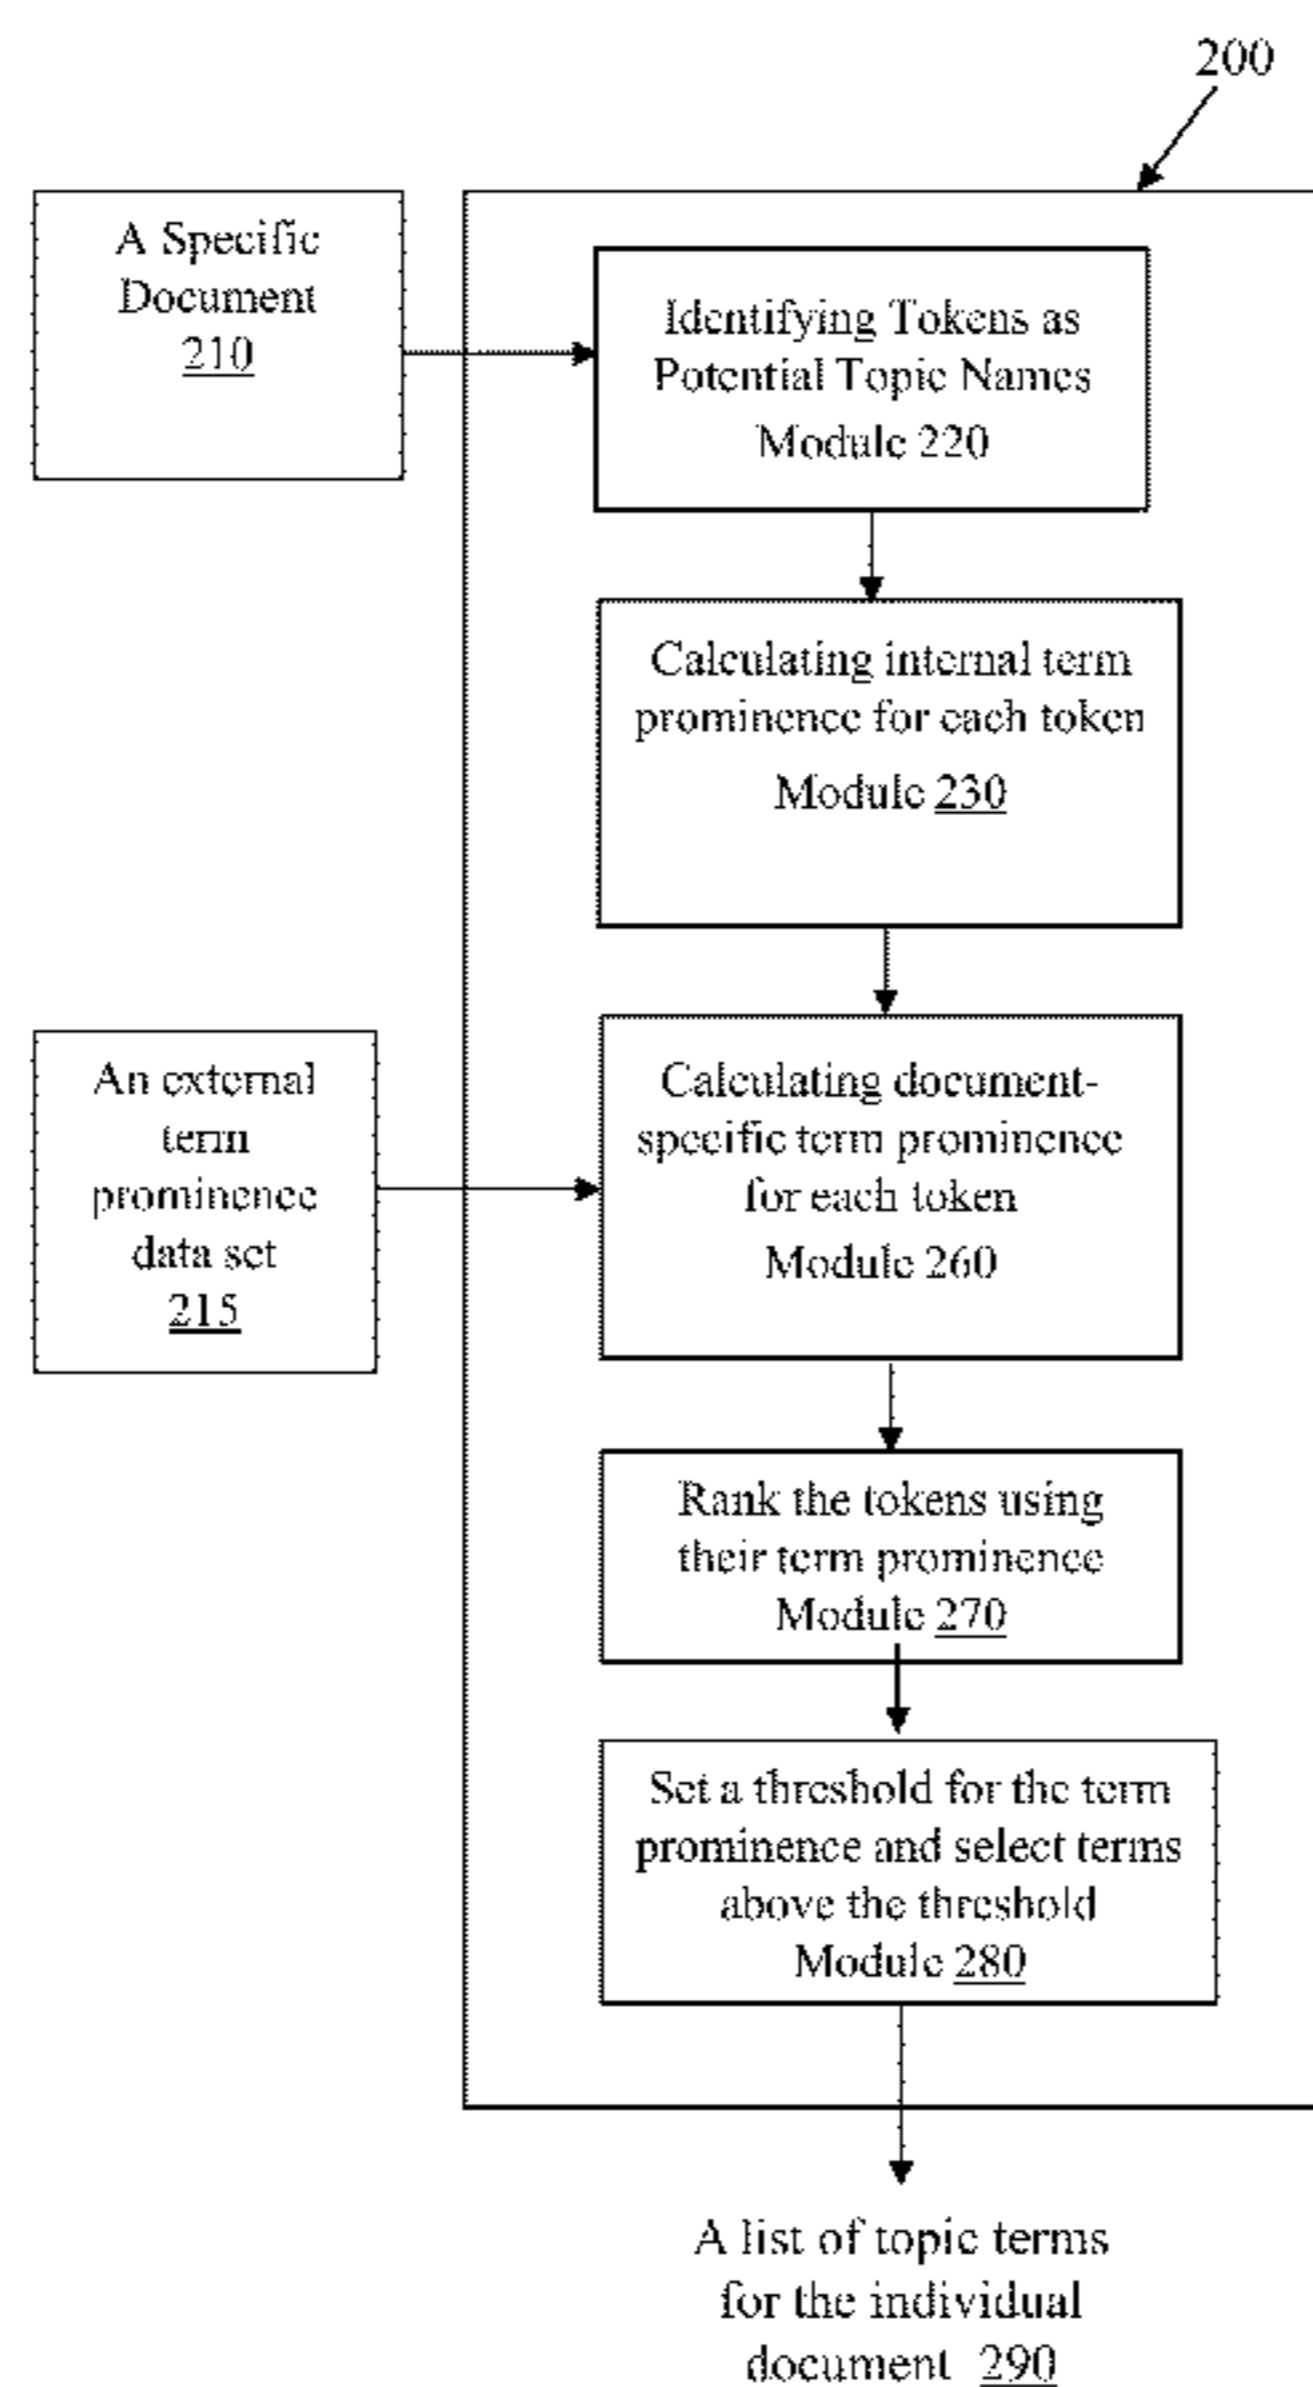 200
A Specific
Document
210
Identifying Tokens as
Potential Topic Names
Module 220
Calculating internal term
prominence for each token
Module 230
An external
term
prominence
data set
215
Calculating document-
specific term prominence
for each token
Module 260
Rank the tokens using
their term prominence
Module 270
Set a threshold for the term
prominence and select terms
above the threshold
Module 280
A list of topic terms
for the individual
document 290